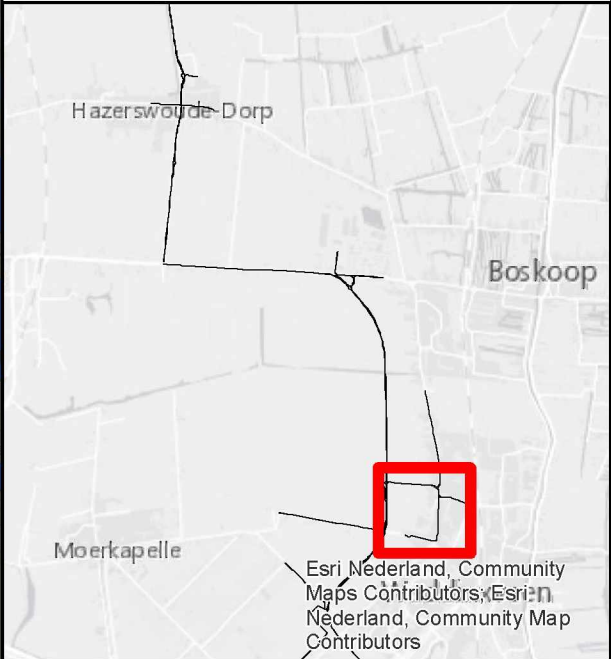 Hazerswoude-Dorp
Boskoop
Moerkapelle
Esri Nederland, Community
Maps Contributors; Esri
Nederland, Community Map
Contributors